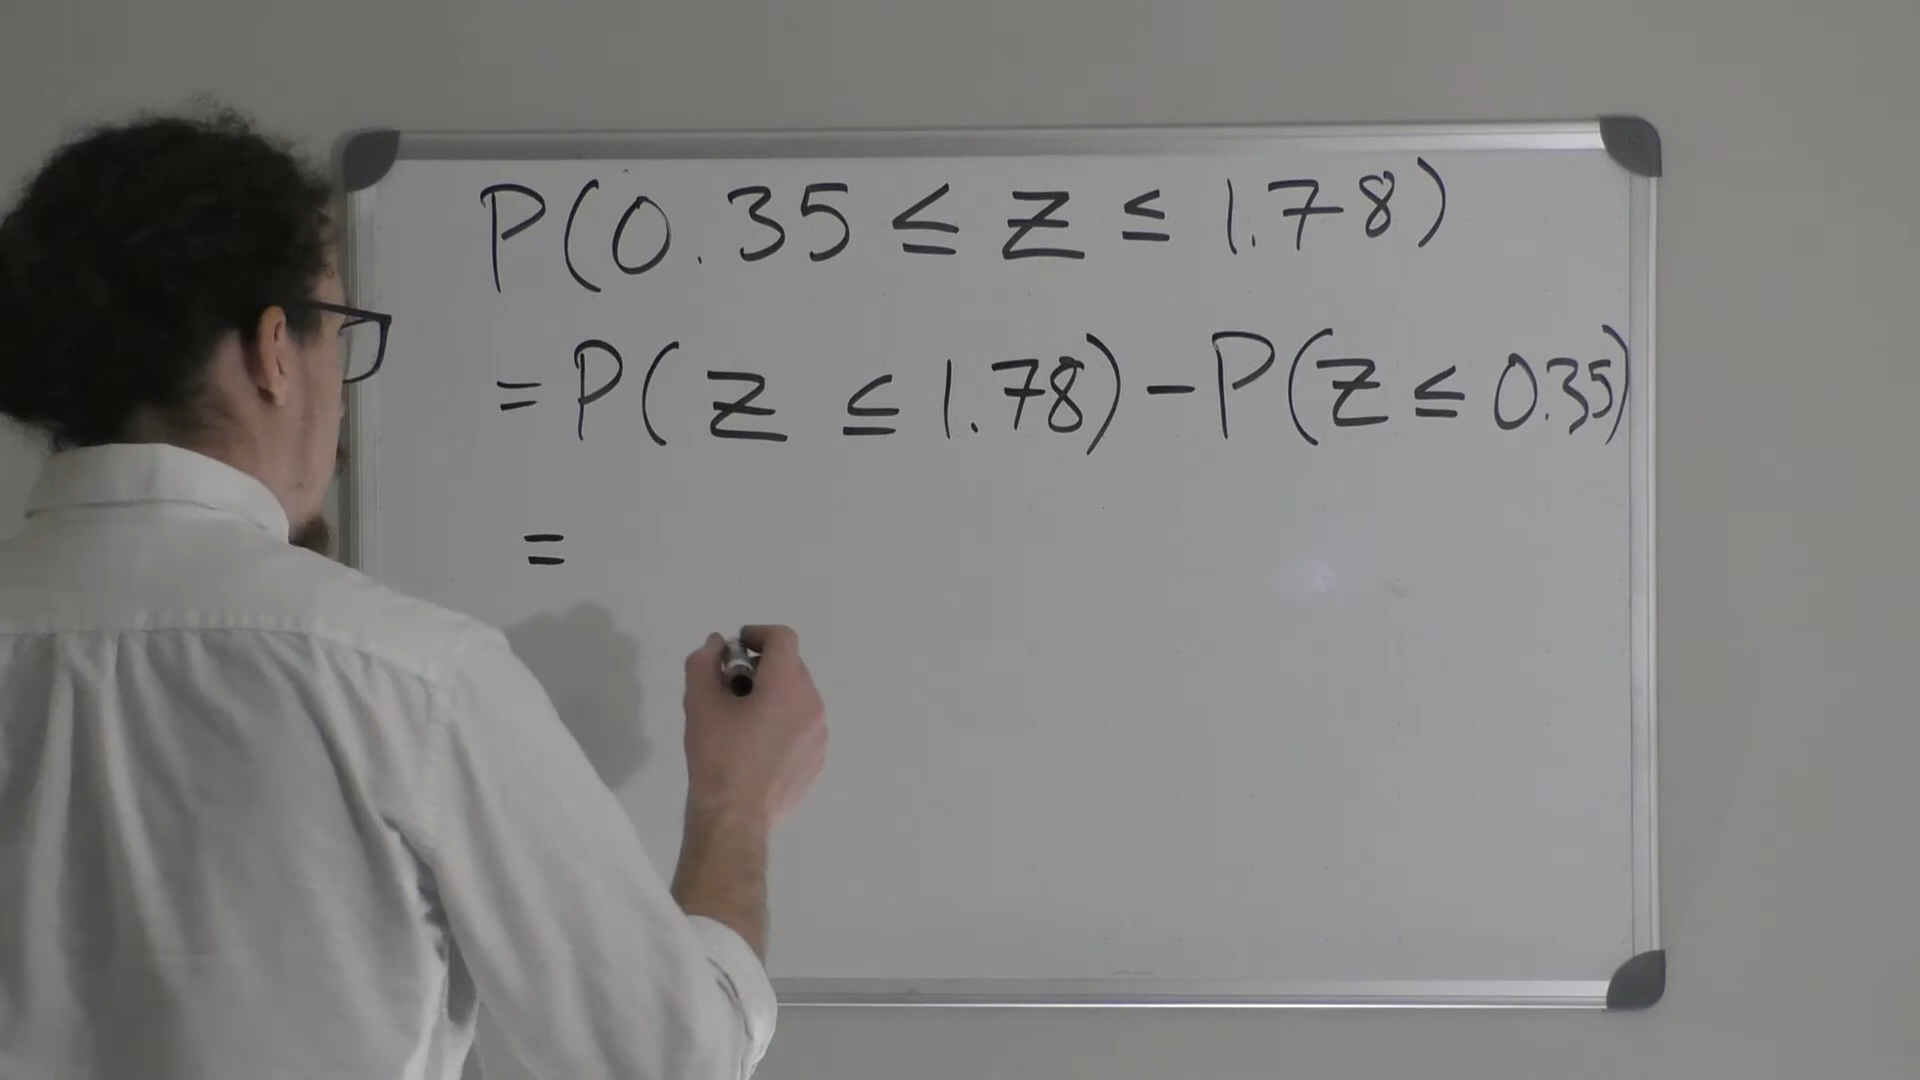 P(0.35 ≤ Z ≤ 1.78)
= P( Z ≤ 1.78) - P(Z ≤ 0.35)
=